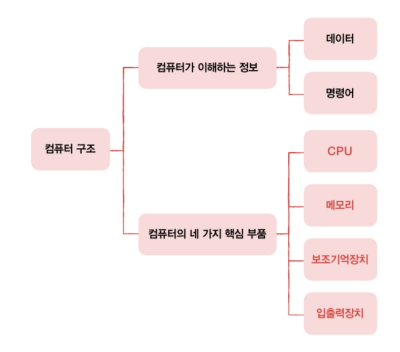 컴퓨터 구조
컴퓨터가 이해하는 정보
데이터
명령어
컴퓨터의 네 가지 핵심 부품
CPU
메모리
보조기억장치
입출력장치